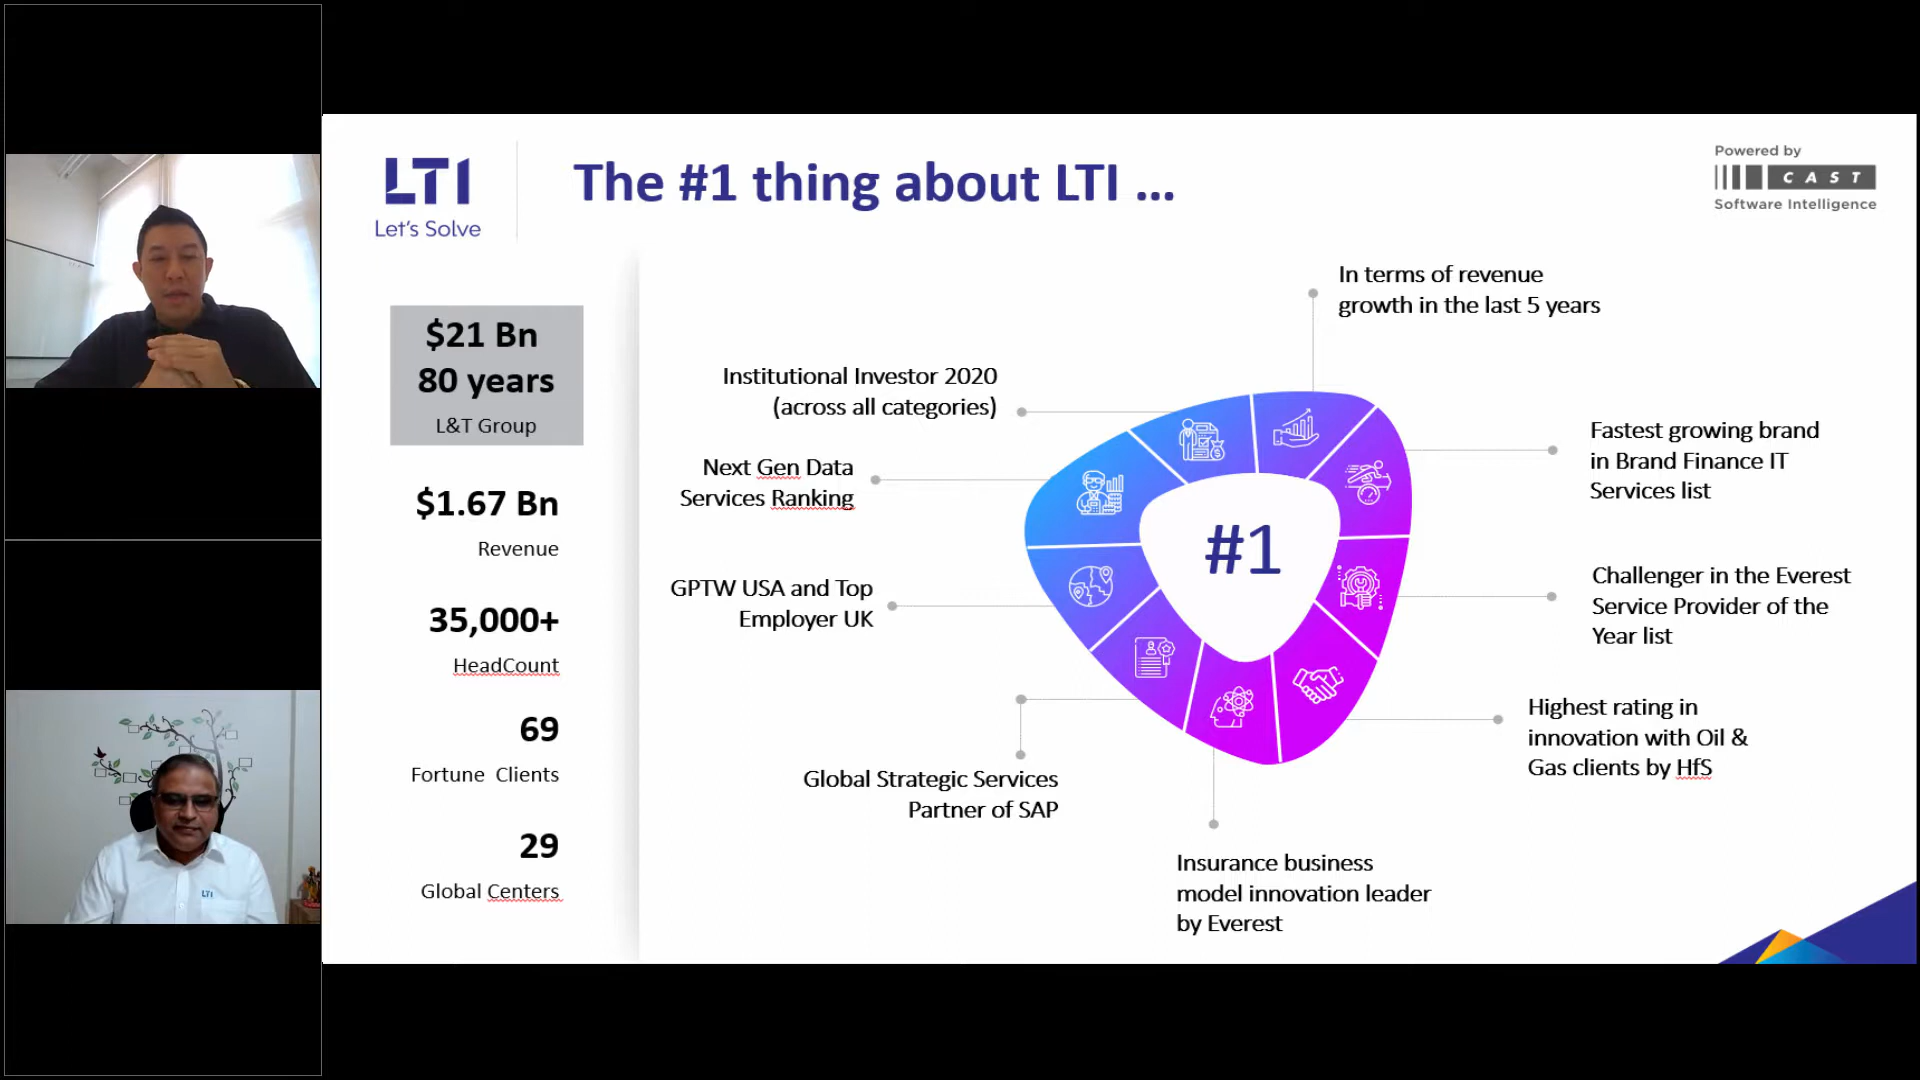 LTI
Let's Solve
The #1 thing about LTI ...
Powered by
CAST
Software Intelligence
$21 Bn
80 years
L&T Group
$1.67 Bn
Revenue
35,000+
HeadCount
69
Fortune Clients
29
Global Centers
In terms of revenue
growth in the last 5 years
Institutional Investor 2020
(across all categories)
Fastest growing brand
in Brand Finance IT
Services list
Next Gen Data
Services Ranking
#1
Challenger in the Everest
Service Provider of the
Year list
GPTW USA and Top
Employer UK
Highest rating in
innovation with Oil &
Gas clients by HfS
Global Strategic Services
Partner of SAP
Insurance business
model innovation leader
by Everest
LTI